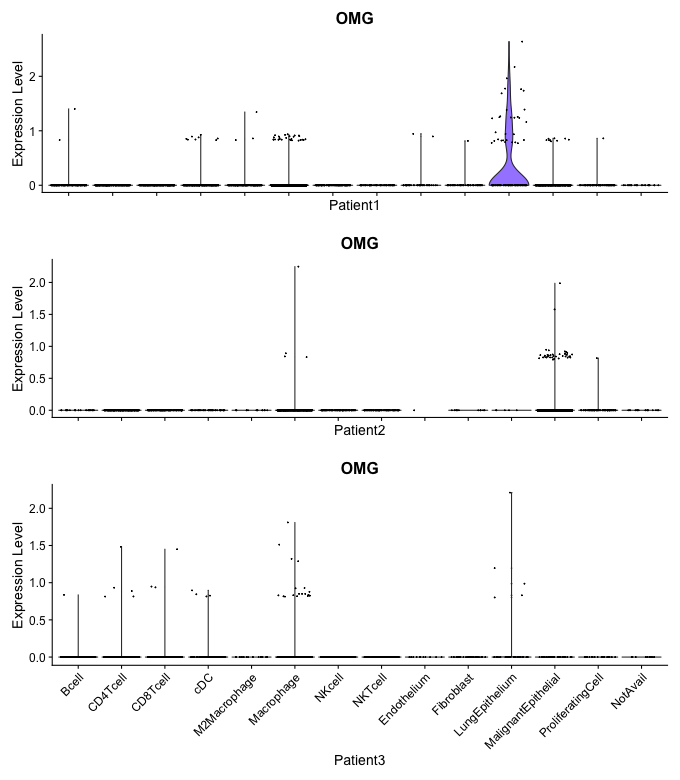 OMG
Expression Level
2
1
0
Patient1
OMG
Expression Level
2.0
1.5
1.0
0.5
0.0
Patient2
OMG
Expression Level
2.0
1.5
1.0
0.5
0.0
Bcell
CD4Tcell
CD8Tcell
cDC
M2Macrophage
Macrophage
NKcell
NKTcell
Endothelium
Fibroblast
LungEpithelium
MalignantEpithelial
ProliferatingCell
NotAvail
Patient3